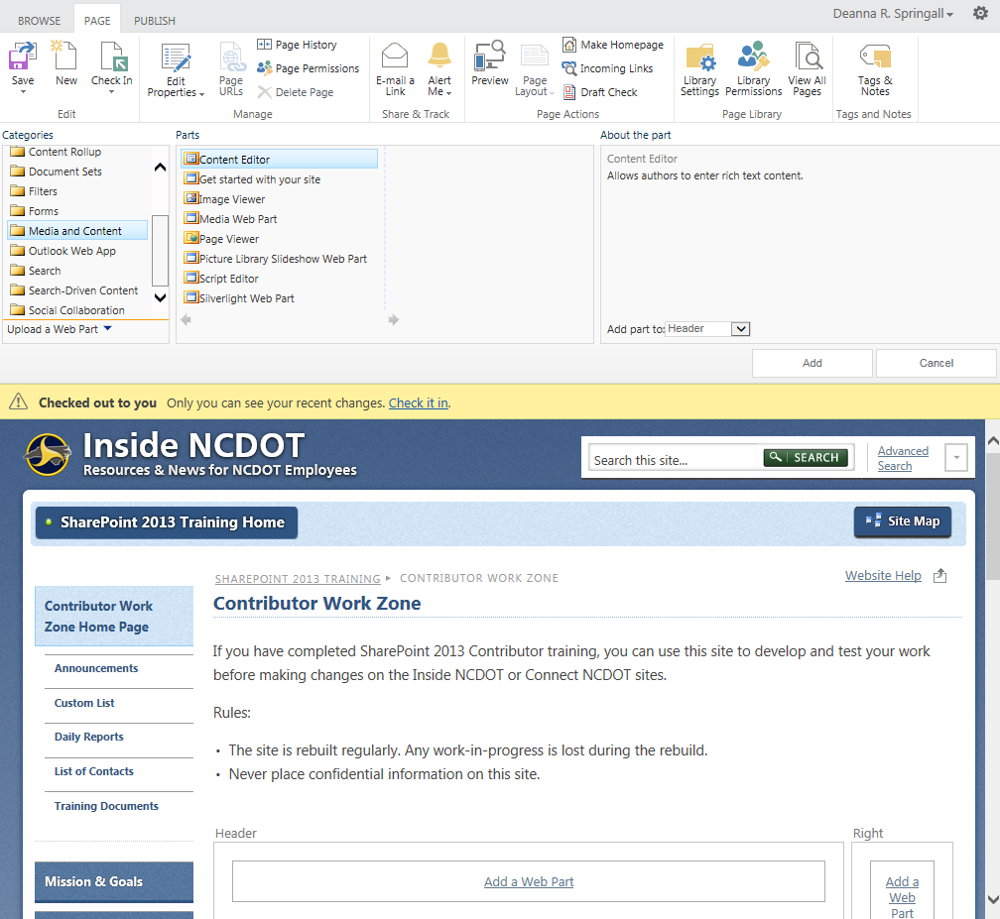 BROWSE PAGE PUBLISH
Deanna R. Springall
Save
New
Check In
Edit
Edit
Properties
Page
URLs
Page History
Page Permissions
Delete Page
Manage
E-mail a
Link
Alert
Me
Share & Track
Preview
Page
Layout
Make Homepage
Incoming Links
Draft Check
Page Actions
Library
Settings
Library
Permissions
View All
Pages
Page Library
Tags &
Notes
Tags and Notes
Categories
Content Rollup
Document Sets
Filters
Forms
Media and Content
Outlook Web App
Search
Search-Driven Content
Social Collaboration
Upload a Web Part
Parts
Content Editor
Get started with your site
Image Viewer
Media Web Part
Page Viewer
Picture Library Slideshow Web Part
Script Editor
Silverlight Web Part
About the part
Content Editor
Allows authors to enter rich text content.
Add part to: Header
Add
Cancel
Checked out to you Only you can see your recent changes. Check it in.
Inside NCDOT
Resources & News for NCDOT Employees
Search this site...
SEARCH
Advanced
Search
SharePoint 2013 Training Home
Site Map
SHAREPOINT 2013 TRAINING ▸ CONTRIBUTOR WORK ZONE
Website Help
Contributor Work
Zone Home Page
Announcements
Custom List
Daily Reports
List of Contacts
Training Documents
Mission & Goals
Contributor Work Zone
If you have completed SharePoint 2013 Contributor training, you can use this site to develop and test your work
before making changes on the Inside NCDOT or Connect NCDOT sites.
Rules:
• The site is rebuilt regularly. Any work-in-progress is lost during the rebuild.
• Never place confidential information on this site.
Header
Add a Web Part
Right
Add a
Web
Part